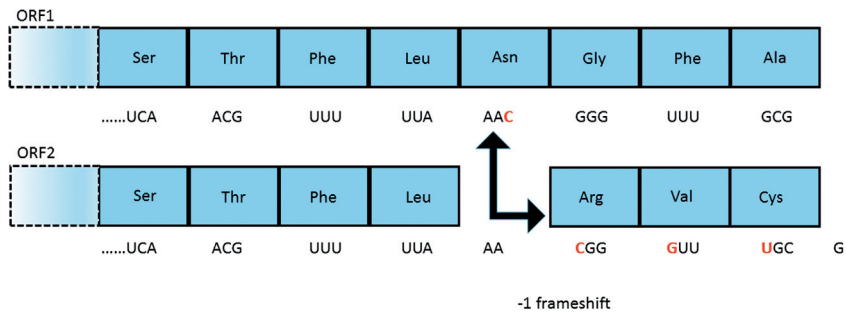 ORF1
Ser Thr Phe Leu Asn Gly Phe Ala
......UCA ACG UUU UUA AAC GGG UUU GCG
ORF2
Ser Thr Phe Leu Arg Val Cys
......UCA ACG UUU UUA AA CGG GUU UGC G
-1 frameshift